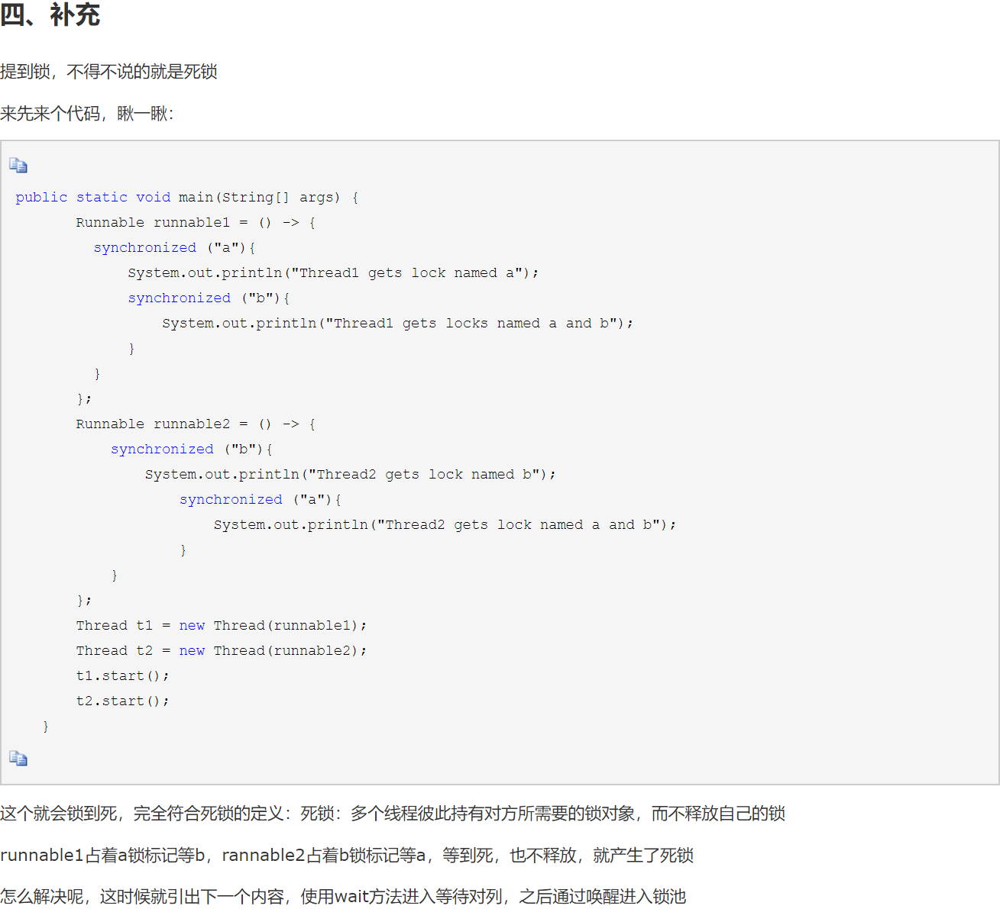 四、补充
提到锁，不得不说的就是死锁
来先来个代码，瞅一瞅：
public static void main(String[] args) {
Runnable runnable1 = () -> {
synchronized ("a"){
System.out.println("Thread1 gets lock named a");
synchronized ("b"){
System.out.println("Thread1 gets locks named a and b");
}
}
};
Runnable runnable2 = () -> {
synchronized ("b"){
System.out.println("Thread2 gets lock named b");
synchronized ("a"){
System.out.println("Thread2 gets lock named a and b");
}
}
};
Thread t1 = new Thread(runnable1);
Thread t2 = new Thread(runnable2);
t1.start();
t2.start();
}
这个就会锁到死，完全符合死锁的定义：死锁：多个线程彼此持有对方所需要的锁对象，而不释放自己的锁
runnable1占着a锁标记等b，rannable2占着b锁标记等a，等到死，也不释放，就产生了死锁
怎么解决呢，这时候就引出下一个内容，使用wait方法进入等待对列，之后通过唤醒进入锁池